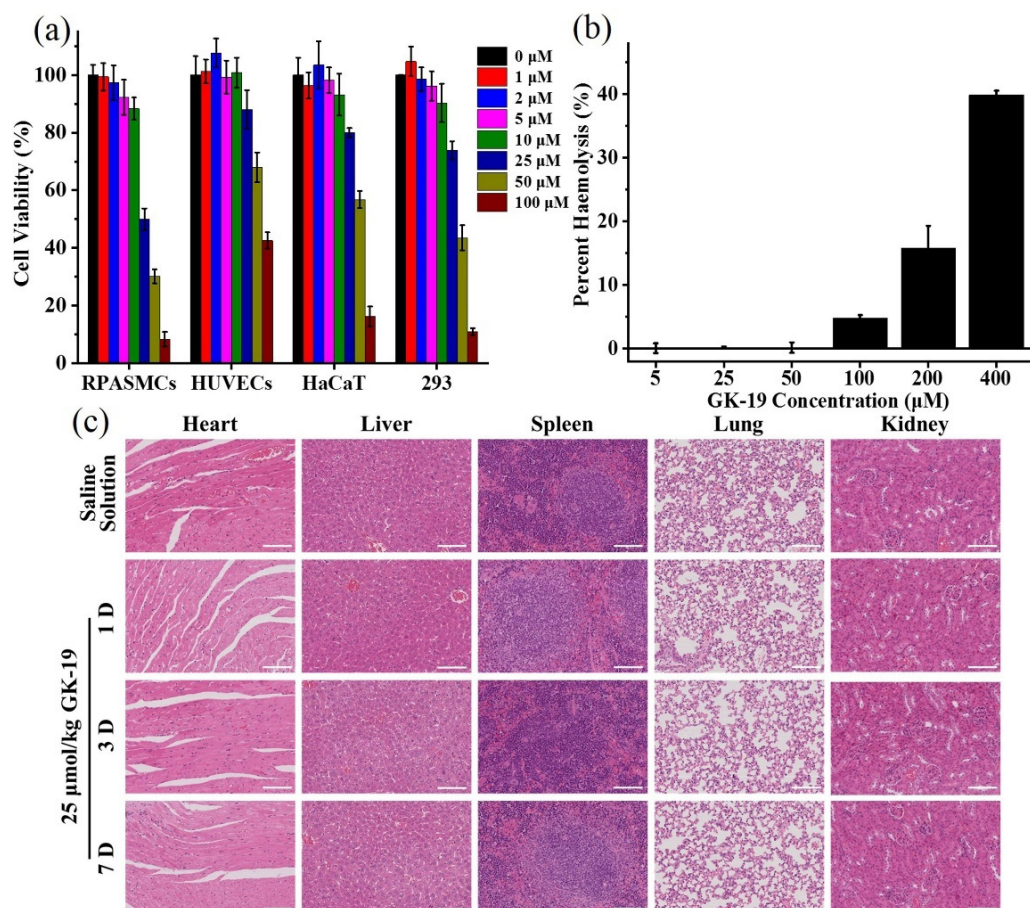 (a)
Cell Viability (%)
100
80
60
40
20
0
RPASMCs HUVECs HaCaT 293
0 μM
1 μM
2 μM
5 μM
10 μM
25 μM
50 μM
100 μM
(b)
Percent Haemolysis (%)
40
30
20
10
0
5 25 50 100 200 400
GK-19 Concentration (μM)
(c)
Heart Liver Spleen Lung Kidney
Saline
Solution
25 μmol/kg GK-19
1 D
3 D
7 D